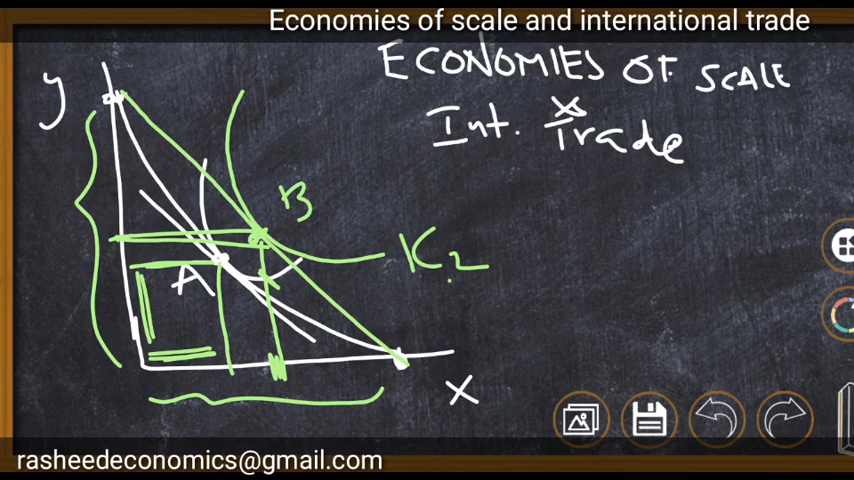 Economies of scale and international trade
ECONOMIES OF SCALE
Int. Trade
y
B
K2
A
X
rasheedeconomics@gmail.com